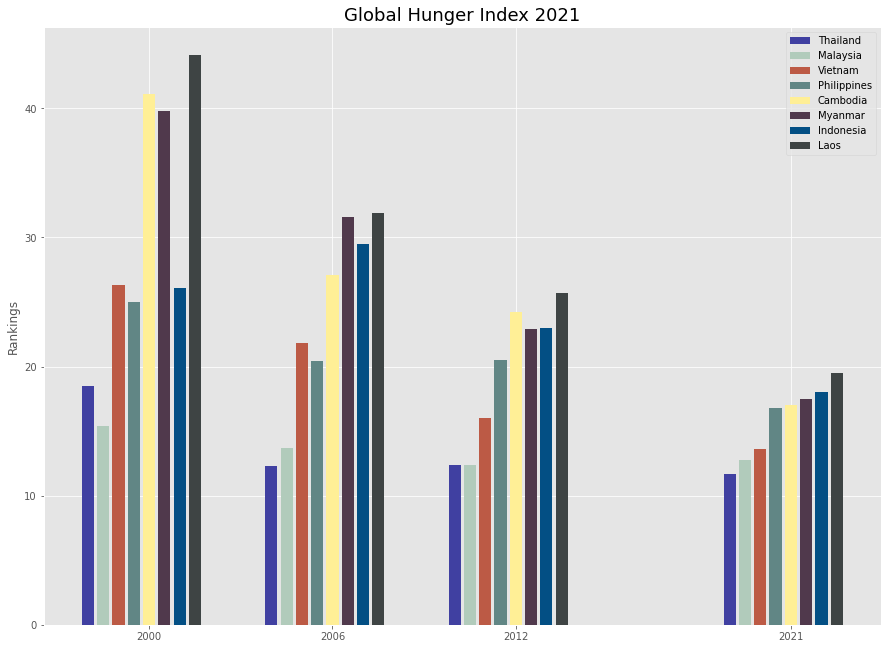 Global Hunger Index 2021
Thailand
Malaysia
Vietnam
Philippines
Cambodia
Myanmar
Indonesia
Laos
Rankings
40
30
20
10
0
2000
2006
2012
2021